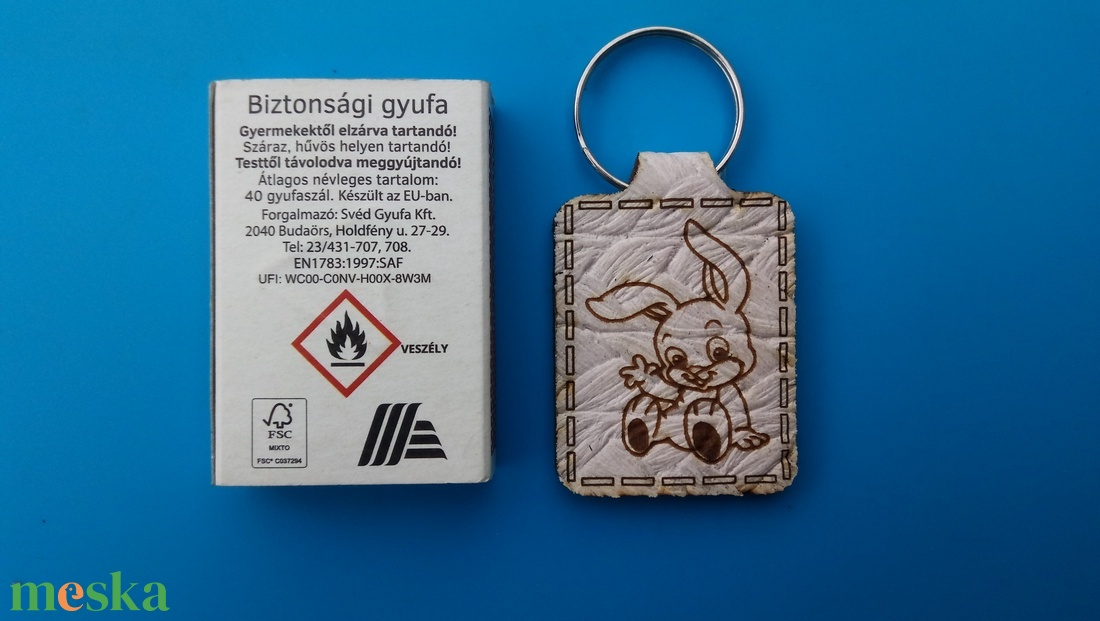 Biztonsági gyufa
Gyermekektől elzárva tartandó!
Száraz, hűvös helyen tartandó!
Testtől távolodva meggyújtandó!
Átlagos névleges tartalom:
40 gyufaszál. Készült az EU-ban.
Forgalmazó: Svéd Gyufa Kft.
2040 Budaörs, Holdfény u. 27-29.
Tel: 23/431-707, 708.
EN1783:1997:SAF
UFI: WC00-C0NV-H00X-8W3M
VESZÉLY
FSC
MIXTO
FSC® C037294
meska